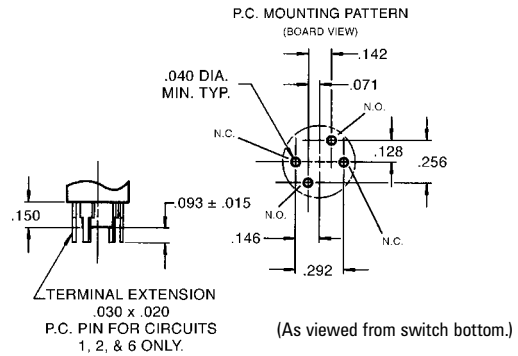 P.C. MOUNTING PATTERN
(BOARD VIEW)
.142
.071
.040 DIA.
MIN. TYP.
N.O.
N.C.
.128
.256
.093 ± .015
.150
N.O.
.146
N.C.
.292
TERMINAL EXTENSION
.030 x .020
P.C. PIN FOR CIRCUITS
1, 2, & 6 ONLY.
(As viewed from switch bottom.)